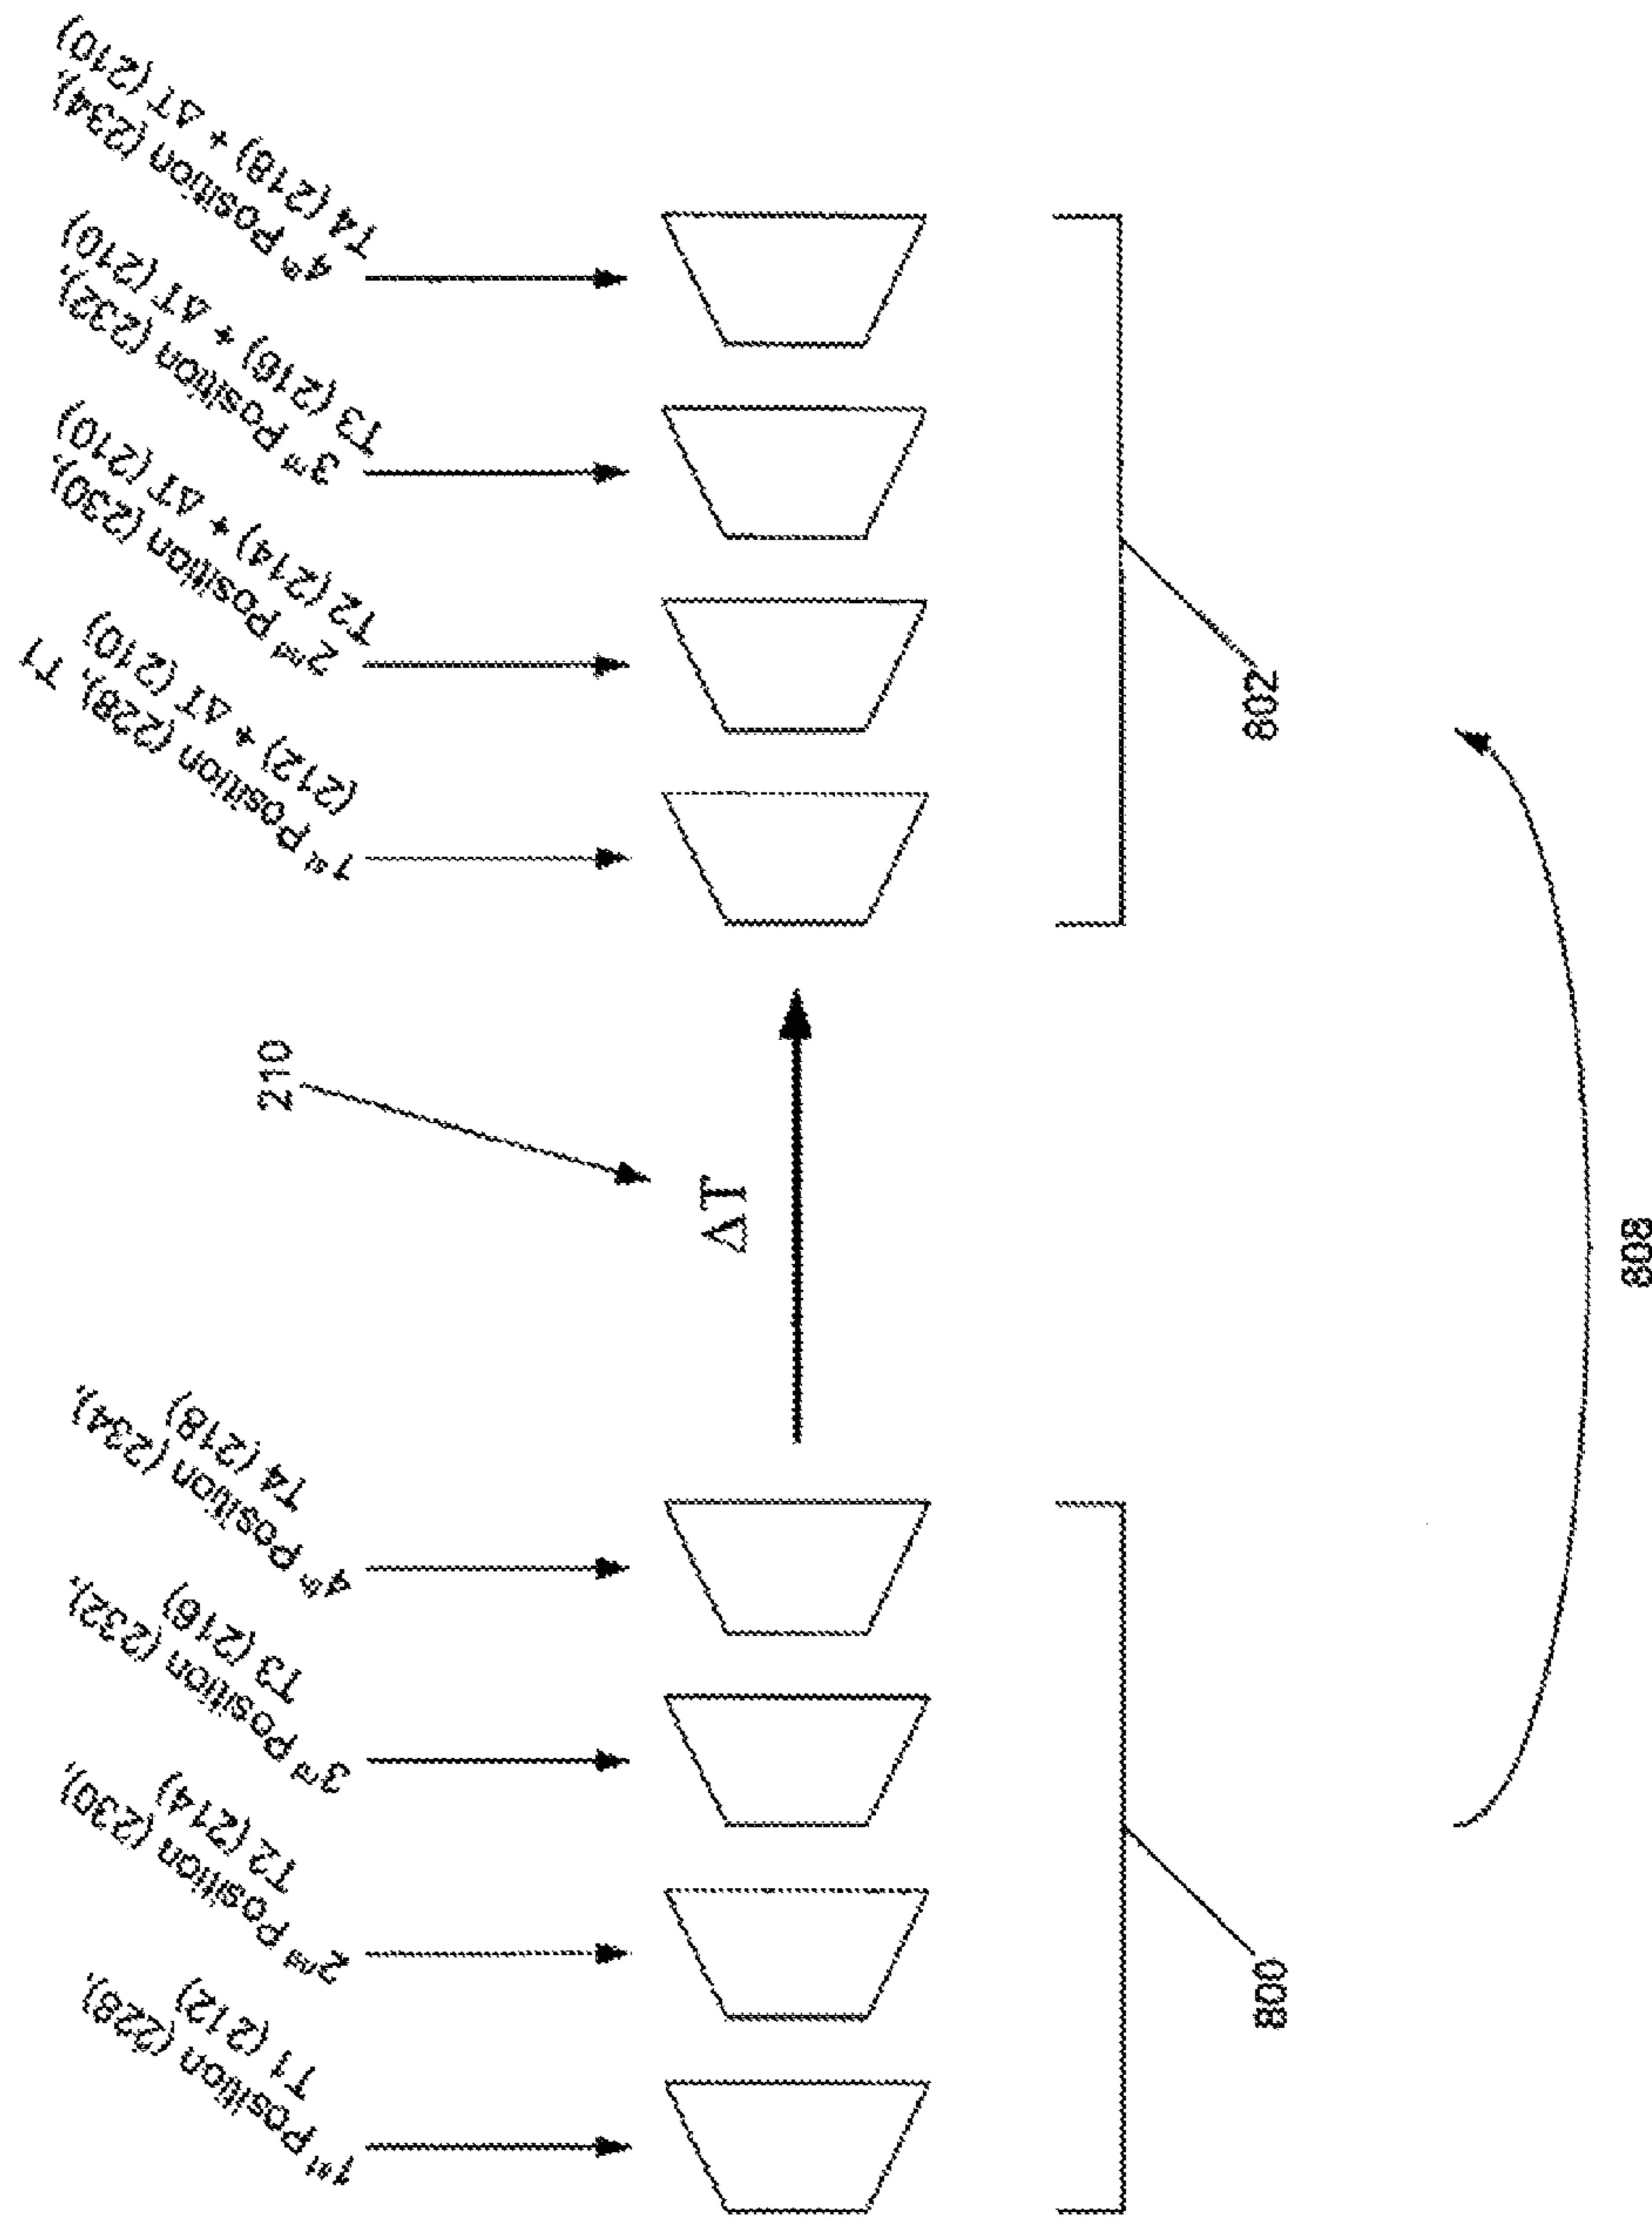 1st Position (228),
T1 (212)
2nd Position (230),
T2 (214)
3rd Position (232),
T3 (216)
4th Position (234),
T4 (218)
ΔT
210
1st Position (228), T1
(212) + ΔT (210)
2nd Position (230),
T2 (214) + ΔT (210)
3rd Position (232),
T3 (216) + ΔT (210)
4th Position (234),
T4 (218) + ΔT (210)
800
802
808